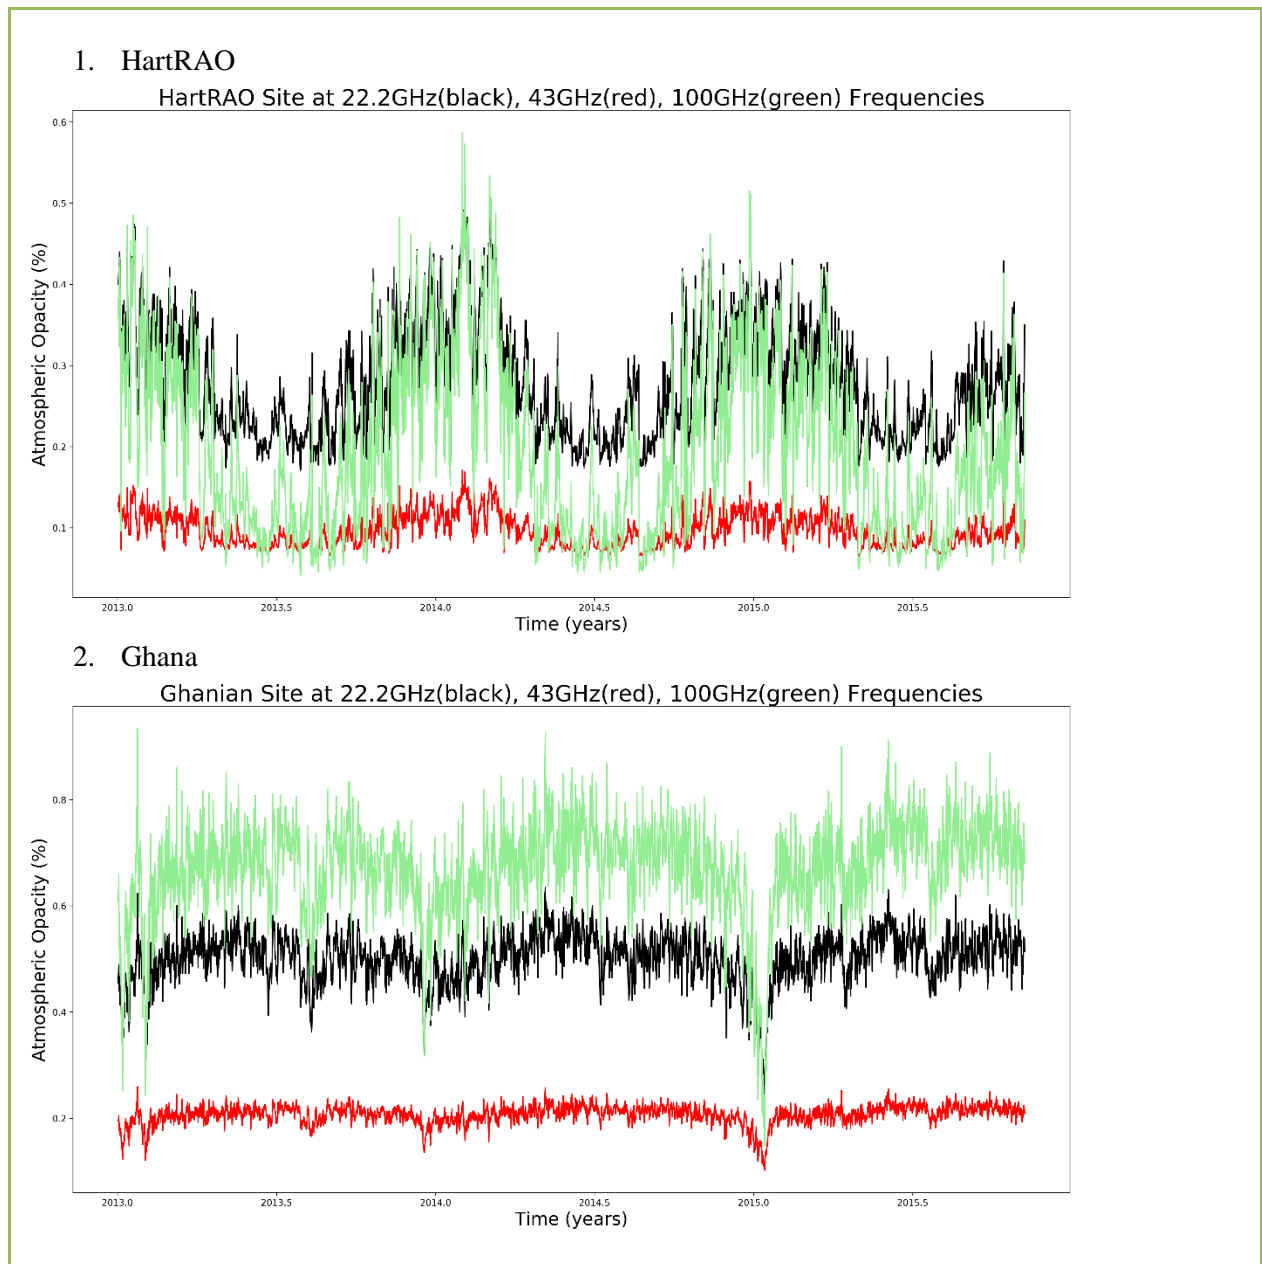 1. HartRAO
HartRAO Site at 22.2GHz(black), 43GHz(red), 100GHz(green) Frequencies
0.6
0.5
0.4
0.3
0.2
0.1
Atmospheric Opacity (%)
2013.0 2013.5 2014.0 2014.5 2015.0 2015.5
Time (years)
2. Ghana
Ghanian Site at 22.2GHz(black), 43GHz(red), 100GHz(green) Frequencies
0.8
0.6
0.4
0.2
Atmospheric Opacity (%)
2013.0 2013.5 2014.0 2014.5 2015.0 2015.5
Time (years)